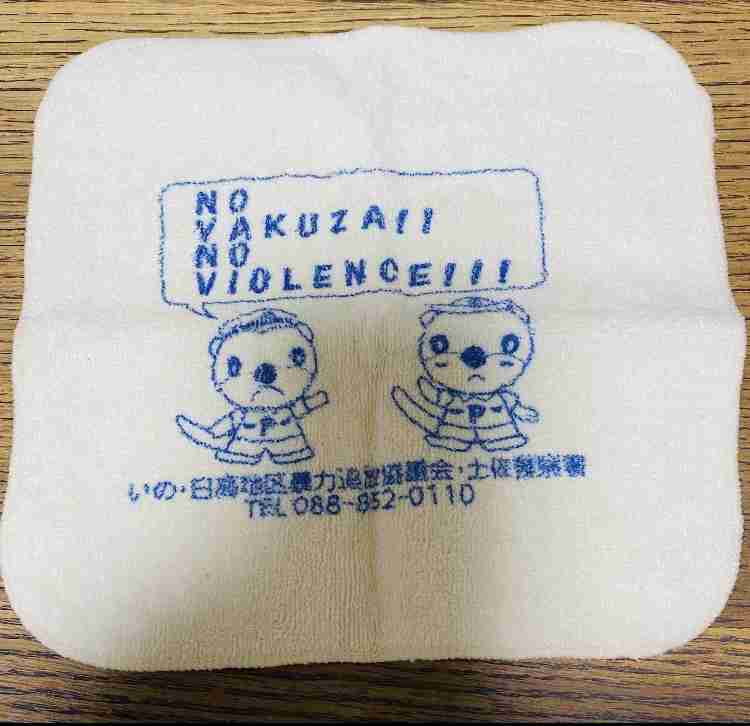 NO
YAKUZA!!
NO
VIOLENCE!!!
P
P
いの・日高地区暴力追放協議会・土佐警察署
TEL 088-852-0110